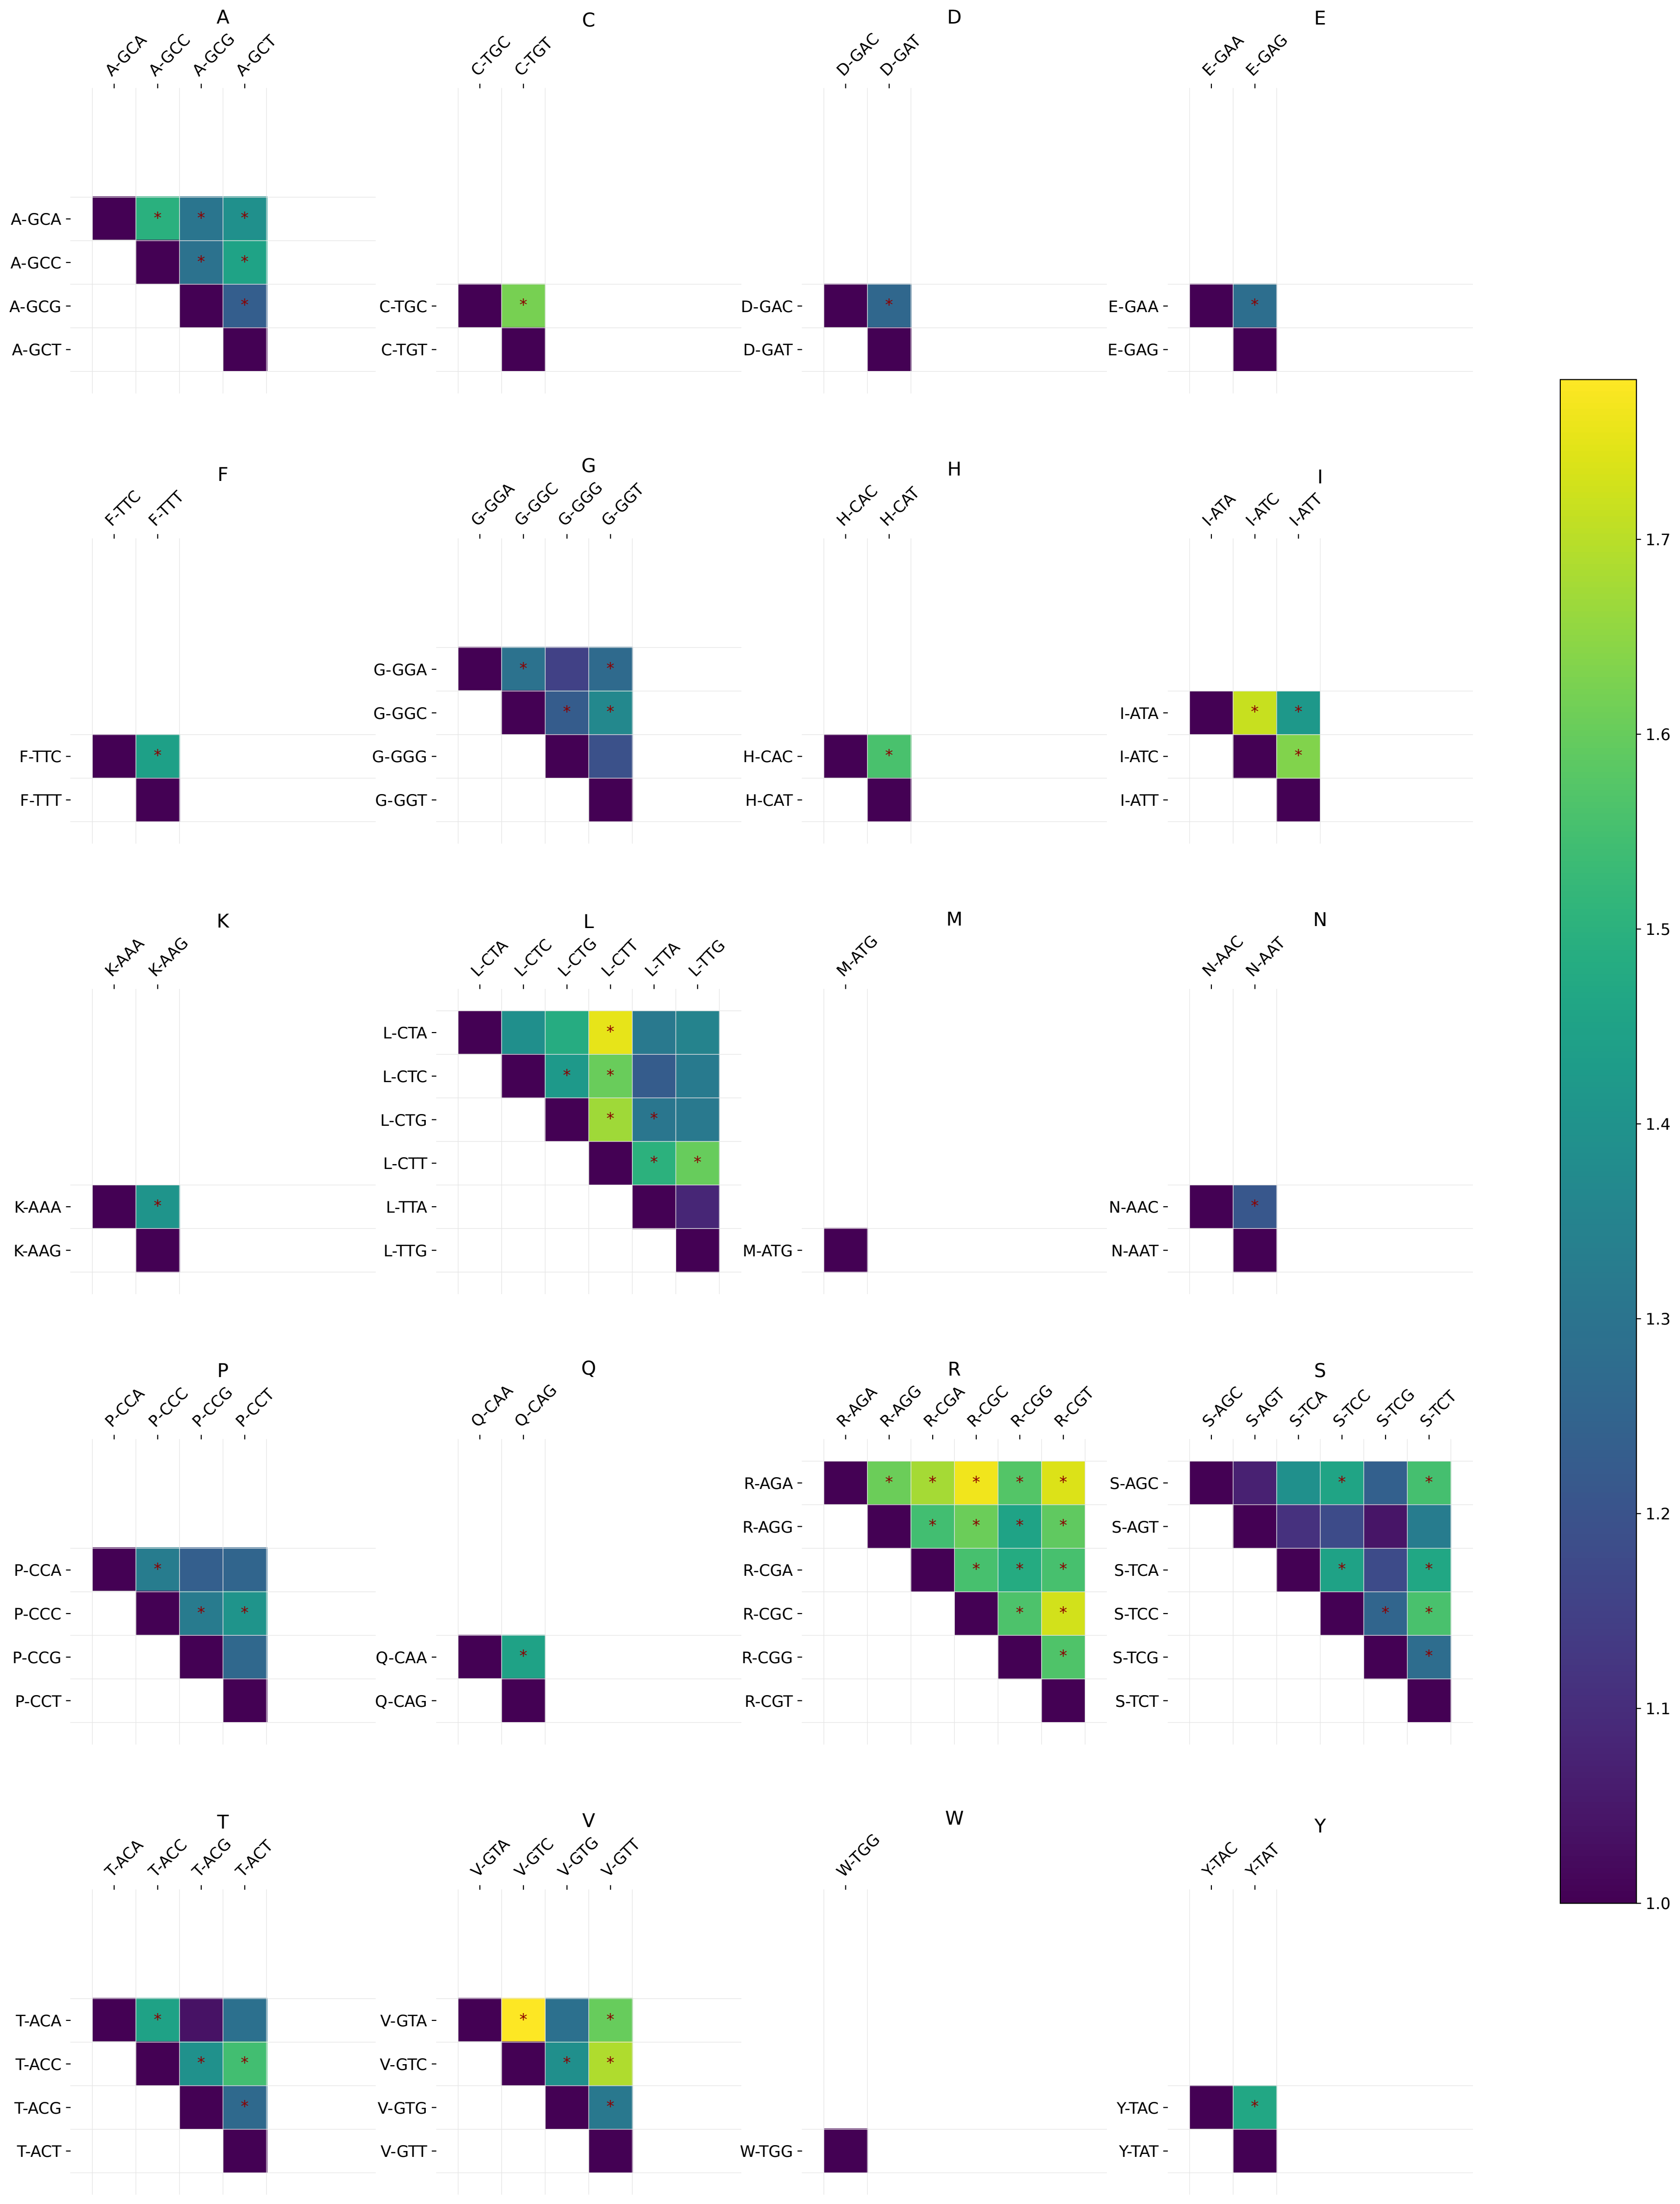 A C D E
A-GCA A-GCC A-GCG A-GCT C-TGC C-TGT D-GAC D-GAT E-GAA E-GAG
A-GCA * * *
A-GCC * *
A-GCG * C-TGC * D-GAC * E-GAA *
A-GCT C-TGT D-GAT E-GAG
F G H I
F-TTC F-TTT G-GGA G-GGC G-GGG G-GGT H-CAC H-CAT I-ATA I-ATC I-ATT
G-GGA * *
G-GGC * * I-ATA * *
F-TTC * G-GGG H-CAC * I-ATC *
F-TTT G-GGT H-CAT I-ATT
K L M N
K-AAA K-AAG L-CTA L-CTC L-CTG L-CTT L-TTA L-TTG M-ATG N-AAC N-AAT
L-CTA *
L-CTC * *
L-CTG * *
L-CTT * *
K-AAA * L-TTA N-AAC *
K-AAG L-TTG M-ATG N-AAT
P Q R S
P-CCA P-CCC P-CCG P-CCT Q-CAA Q-CAG R-AGA R-AGG R-CGA R-CGC R-CGG R-CGT S-AGC S-AGT S-TCA S-TCC S-TCG S-TCT
R-AGA * * * * * S-AGC * *
R-AGG * * * * S-AGT
P-CCA * R-CGA * * * S-TCA * *
P-CCC * * R-CGC * * S-TCC * *
P-CCG Q-CAA * R-CGG * S-TCG *
P-CCT Q-CAG R-CGT S-TCT
T V W Y
T-ACA T-ACC T-ACG T-ACT V-GTA V-GTC V-GTG V-GTT W-TGG Y-TAC Y-TAT
T-ACA * V-GTA * *
T-ACC * * V-GTC * *
T-ACG * V-GTG * Y-TAC *
T-ACT V-GTT W-TGG Y-TAT
1.7
1.6
1.5
1.4
1.3
1.2
1.1
1.0